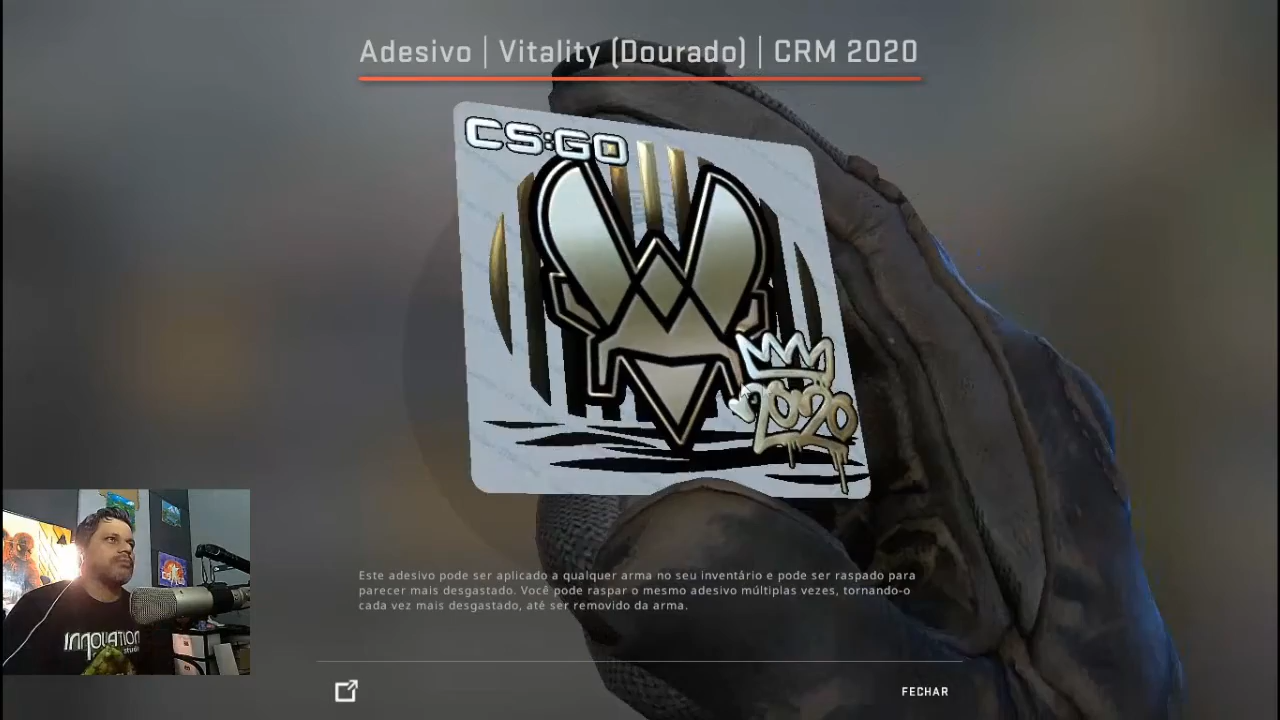 Adesivo | Vitality (Dourado) | CRM 2020
CS:GO
2020
Este adesivo pode ser aplicado a qualquer arma no seu inventário e pode ser raspado para
parecer mais desgastado. Você pode raspar o mesmo adesivo múltiplas vezes, tornando-o
cada vez mais desgastado, até ser removido da arma.
INNOVATION
studio
FECHAR